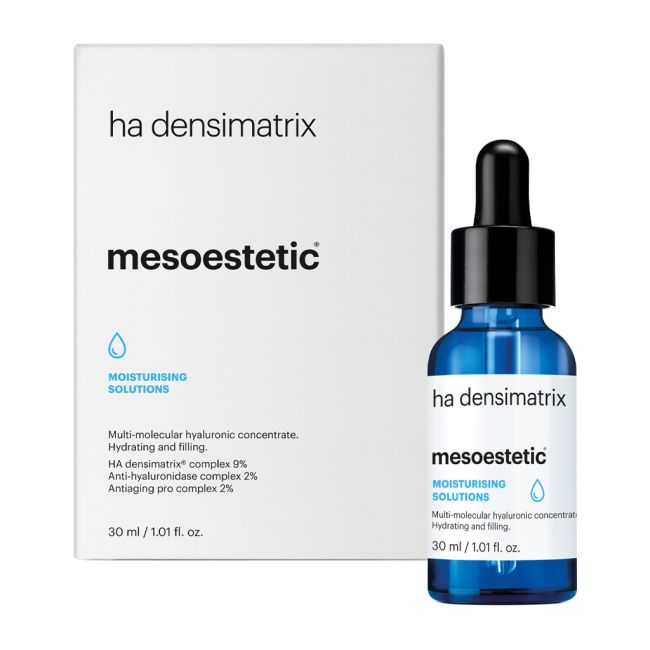 ha densimatrix
mesoestetic®
MOISTURISING
SOLUTIONS
Multi-molecular hyaluronic concentrate.
Hydrating and filling.
HA densimatrix® complex 9%
Anti-hyaluronidase complex 2%
Antiaging pro complex 2%
30 ml / 1.01 fl. oz.
ha densimatrix
mesoestetic®
MOISTURISING
SOLUTIONS
Multi-molecular hyaluronic concentrate
Hydrating and filling.
30 ml / 1.01 fl. oz.